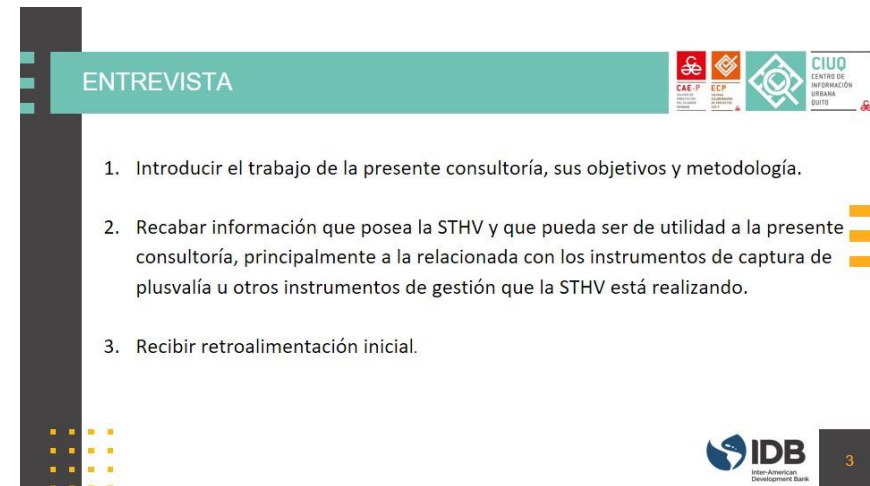 ENTREVISTA
CAE-P
ECP
CIUQ
CENTRO DE
INFORMACIÓN
URBANA
QUITO
1. Introducir el trabajo de la presente consultoría, sus objetivos y metodología.
2. Recabar información que posea la STHV y que pueda ser de utilidad a la presente
consultoría, principalmente a la relacionada con los instrumentos de captura de
plusvalía u otros instrumentos de gestión que la STHV está realizando.
3. Recibir retroalimentación inicial.
IDB
Inter-American
Development Bank
3